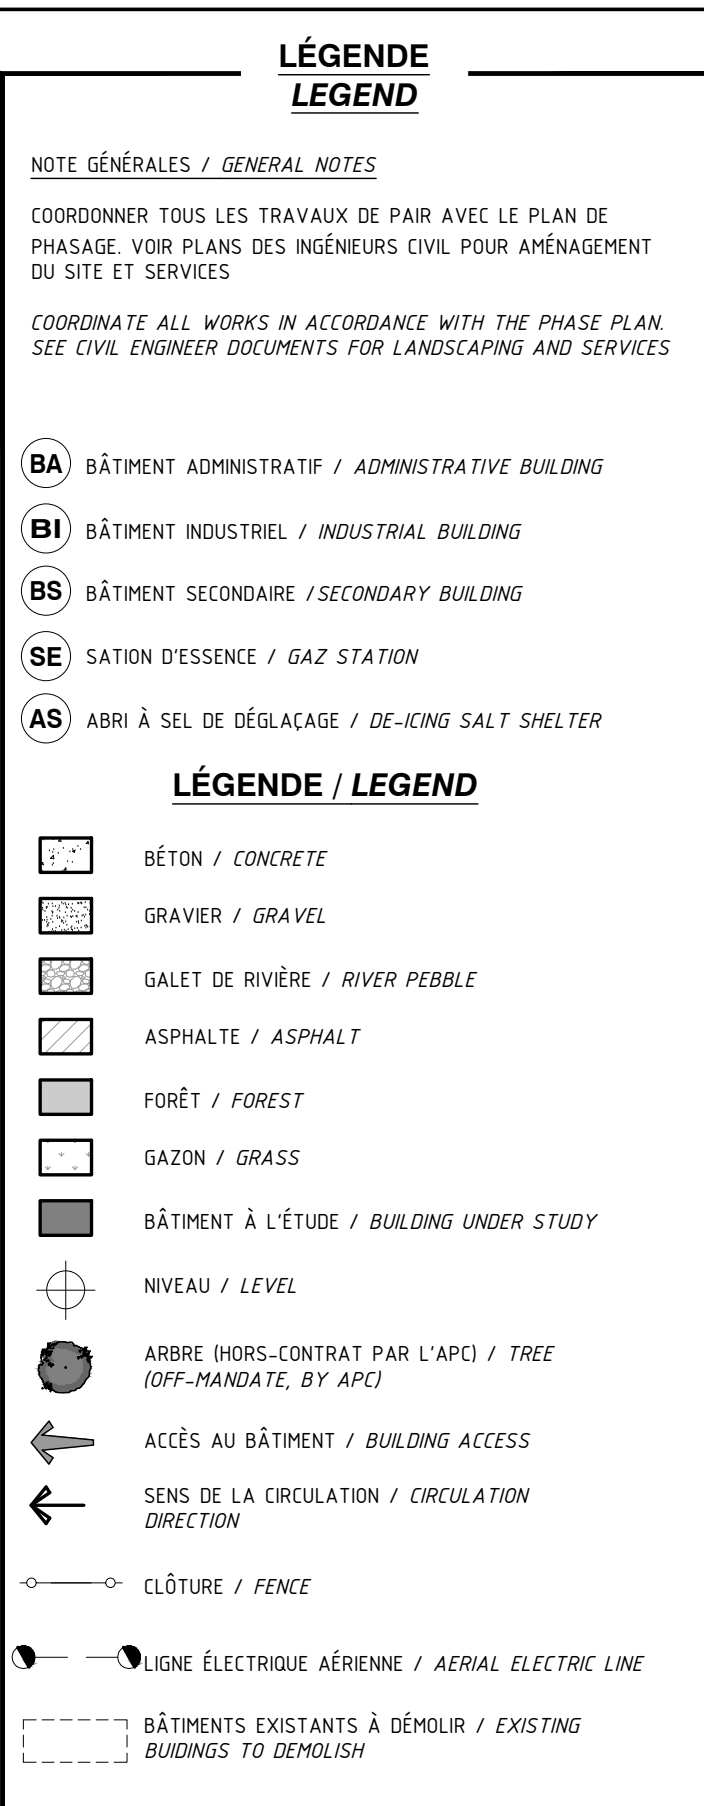 LÉGENDE
LEGEND
NOTE GÉNÉRALES / GENERAL NOTES
COORDONNER TOUS LES TRAVAUX DE PAIR AVEC LE PLAN DE
PHASAGE. VOIR PLANS DES INGÉNIEURS CIVIL POUR AMÉNAGEMENT
DU SITE ET SERVICES
COORDINATE ALL WORKS IN ACCORDANCE WITH THE PHASE PLAN.
SEE CIVIL ENGINEER DOCUMENTS FOR LANDSCAPING AND SERVICES
BA BÂTIMENT ADMINISTRATIF / ADMINISTRATIVE BUILDING
BI BÂTIMENT INDUSTRIEL / INDUSTRIAL BUILDING
BS BÂTIMENT SECONDAIRE /SECONDARY BUILDING
SE SATION D'ESSENCE / GAZ STATION
AS ABRI À SEL DE DÉGLAÇAGE / DE-ICING SALT SHELTER
LÉGENDE / LEGEND
BÉTON / CONCRETE
GRAVIER / GRAVEL
GALET DE RIVIÈRE / RIVER PEBBLE
ASPHALTE / ASPHALT
FORÊT / FOREST
GAZON / GRASS
BÂTIMENT À L'ÉTUDE / BUILDING UNDER STUDY
NIVEAU / LEVEL
ARBRE (HORS-CONTRAT PAR L'APC) / TREE
(OFF-MANDATE, BY APC)
ACCÈS AU BÂTIMENT / BUILDING ACCESS
SENS DE LA CIRCULATION / CIRCULATION
DIRECTION
CLÔTURE / FENCE
LIGNE ÉLECTRIQUE AÉRIENNE / AERIAL ELECTRIC LINE
BÂTIMENTS EXISTANTS À DÉMOLIR / EXISTING
BUIDINGS TO DEMOLISH